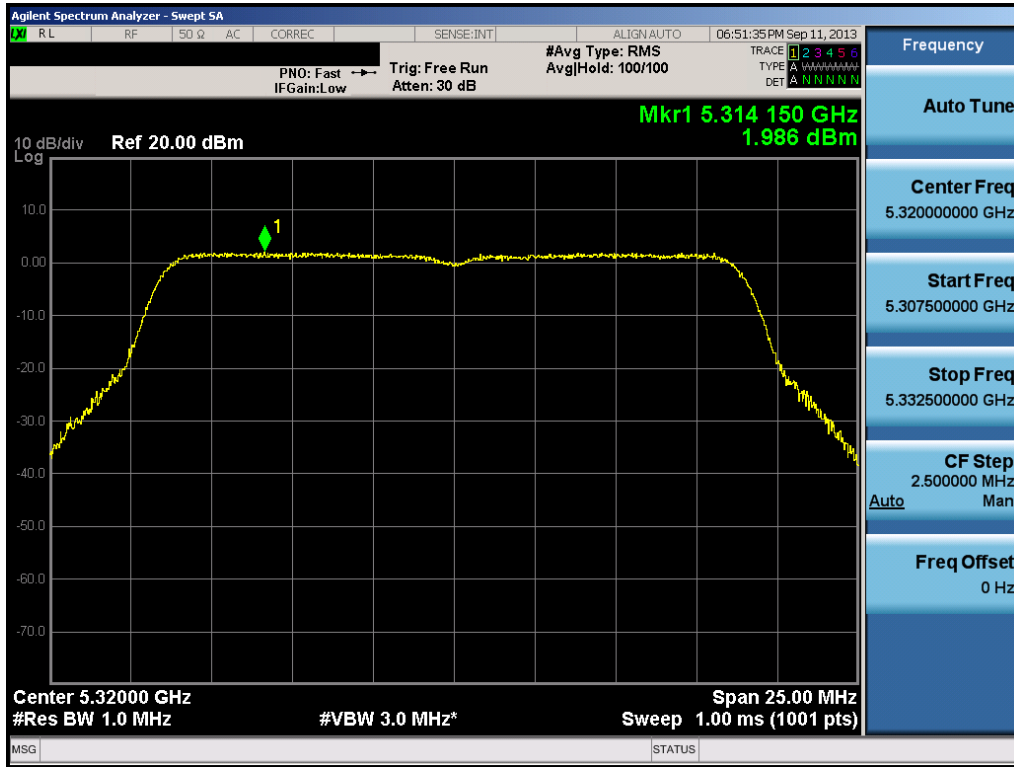 Agilent Spectrum Analyzer - Swept SA
LXI RL RF 50 Ω AC CORREC SENSE:INT ALIGN AUTO 06:51:35 PM Sep 11, 2013
PNO: Fast
IFGain:Low
Trig: Free Run
Atten: 30 dB
#Avg Type: RMS
Avg|Hold: 100/100
TRACE 1 2 3 4 5 6
TYPE A WWWWW
DET A N N N N N
Mkr1 5.314 150 GHz
1.986 dBm
10 dB/div Ref 20.00 dBm
Log
1
10.0
0.00
-10.0
-20.0
-30.0
-40.0
-50.0
-60.0
-70.0
Center 5.32000 GHz Span 25.00 MHz
#Res BW 1.0 MHz #VBW 3.0 MHz* Sweep 1.00 ms (1001 pts)
MSG STATUS
Frequency
Auto Tune
Center Freq
5.320000000 GHz
Start Freq
5.307500000 GHz
Stop Freq
5.332500000 GHz
CF Step
2.500000 MHz
Auto Man
Freq Offset
0 Hz